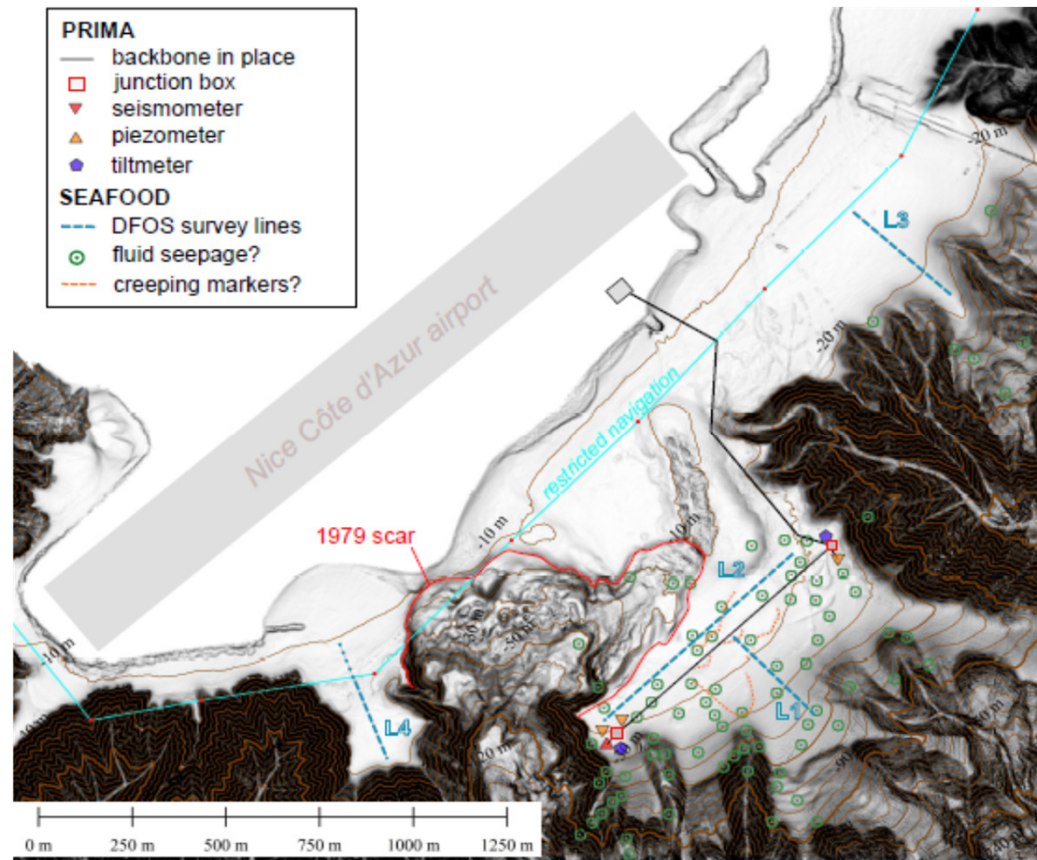 PRIMA
backbone in place
junction box
seismometer
piezometer
tiltmeter
SEAFOOD
DFOS survey lines
fluid seepage?
creeping markers?
-20 m
L3
Nice Côte d'Azur airport
-20 m
restricted navigation
-10 m
-10 m
1979 scar
L2
-50 m
-10 m
L1
L4
-20 m
0 m
250 m
500 m
750 m
1000 m
1250 m